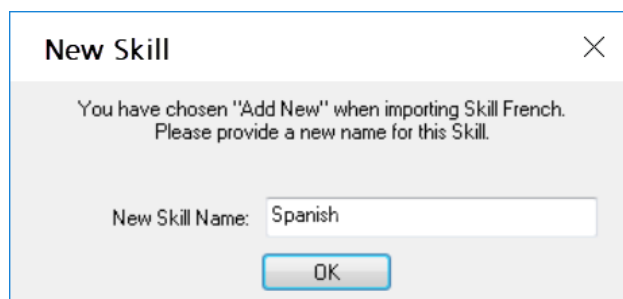 New Skill
You have chosen "Add New" when importing Skill French.
Please provide a new name for this Skill.
New Skill Name: Spanish
OK